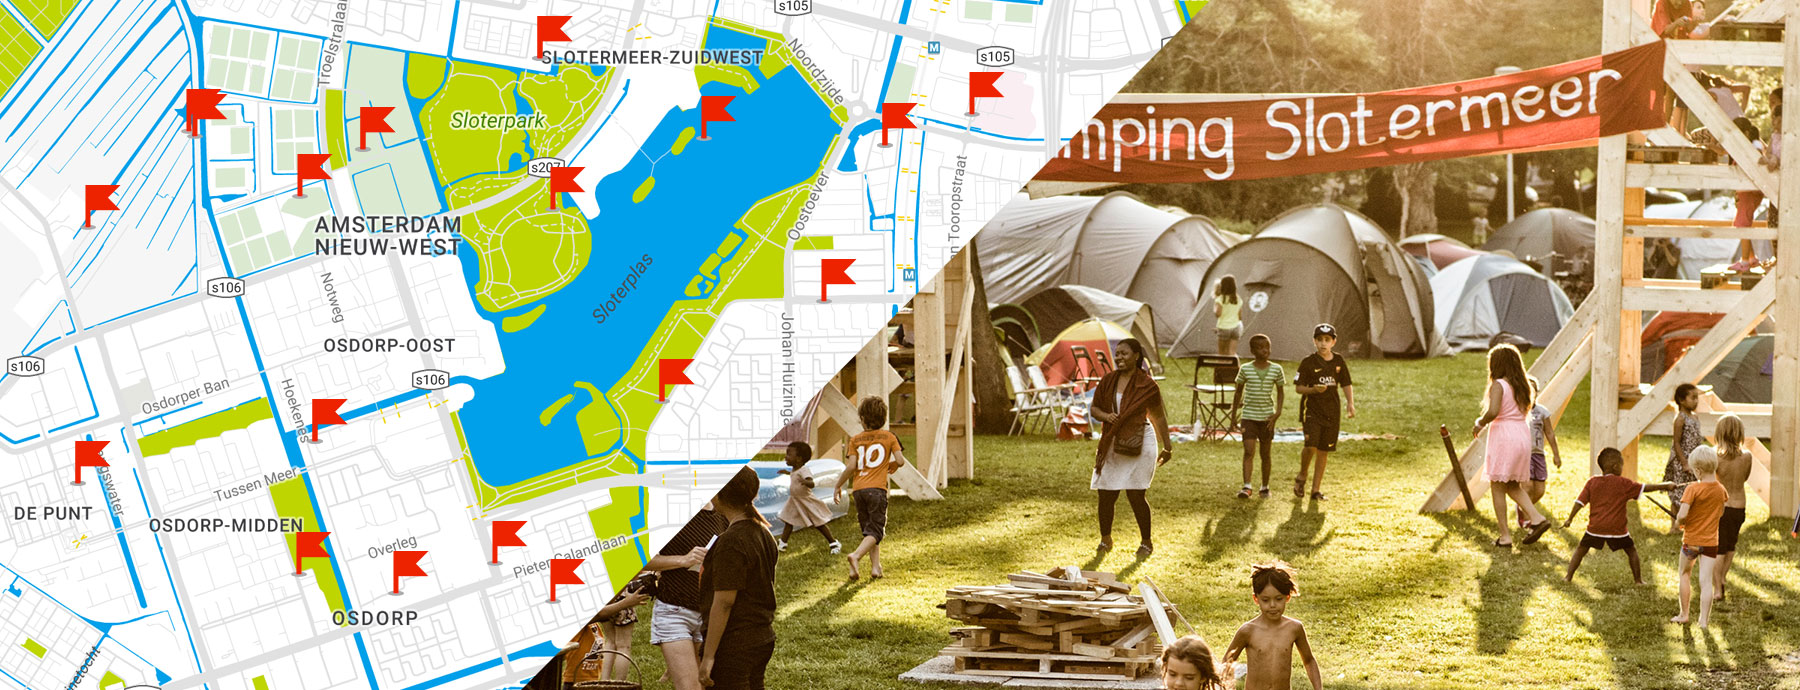 s105
Troelstralaan
SLOTERMEER-ZUIDWEST
Noordzijde
M
s105
Sloterpark
s207
AMSTERDAM
NIEUW-WEST
Oostoever
Tooropstraat
s106
Notweg
Sloterplas
M
OSDORP-OOST
Johan Huizinga
s106
s106
Osdorper Ban
Hoekenes
Tussen Meer
DE PUNT
OSDORP-MIDDEN
Overleg
Pieter Calandlaan
OSDORP
mping Slotermeer
10
QATAR